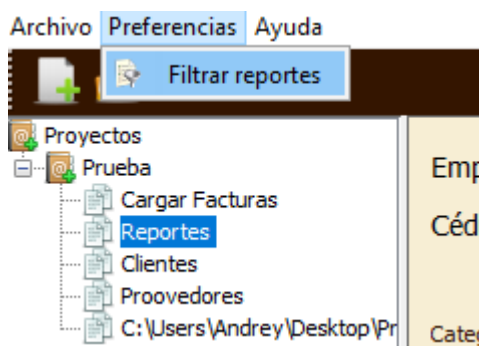 Archivo Preferencias Ayuda
Filtrar reportes
Proyectos
Prueba
Cargar Facturas
Reportes
Clientes
Proovedores
C:\Users\Andrey\Desktop\Pr
Emp
Céd
Cate